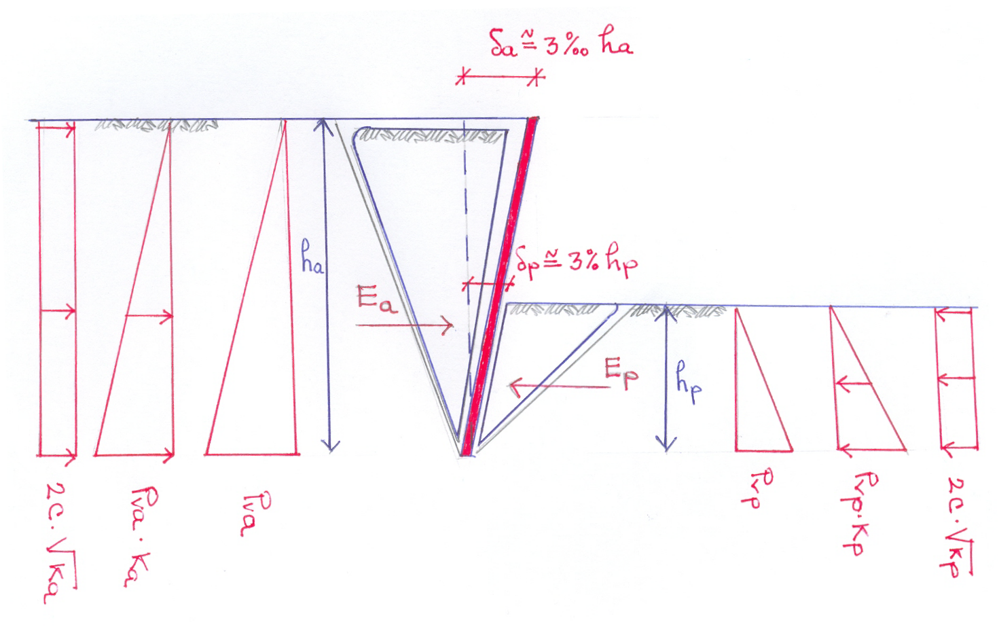 δa ≅ 3‰ ha
ha
δp ≅ 3% hp
Ea
Ep
hp
2c·√Ka
Pva·Ka
Pva
Pvp
Pvp·Kp
2c·√Kp